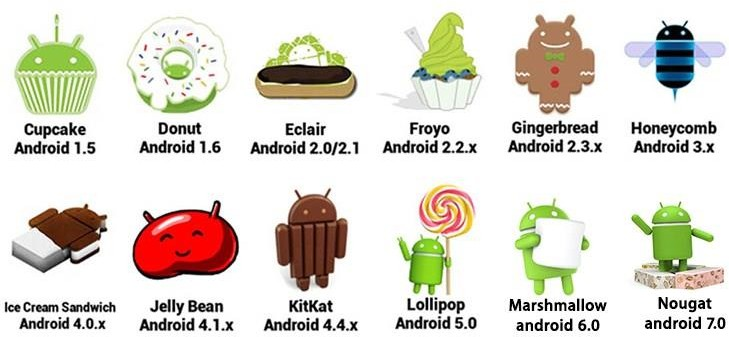 Cupcake
Android 1.5
Donut
Android 1.6
Eclair
Android 2.0/2.1
Froyo
Android 2.2.x
Gingerbread
Android 2.3.x
Honeycomb
Android 3.x
Ice Cream Sandwich
Android 4.0.x
Jelly Bean
Android 4.1.x
KitKat
Android 4.4.x
Lollipop
Android 5.0
Marshmallow
android 6.0
Nougat
android 7.0